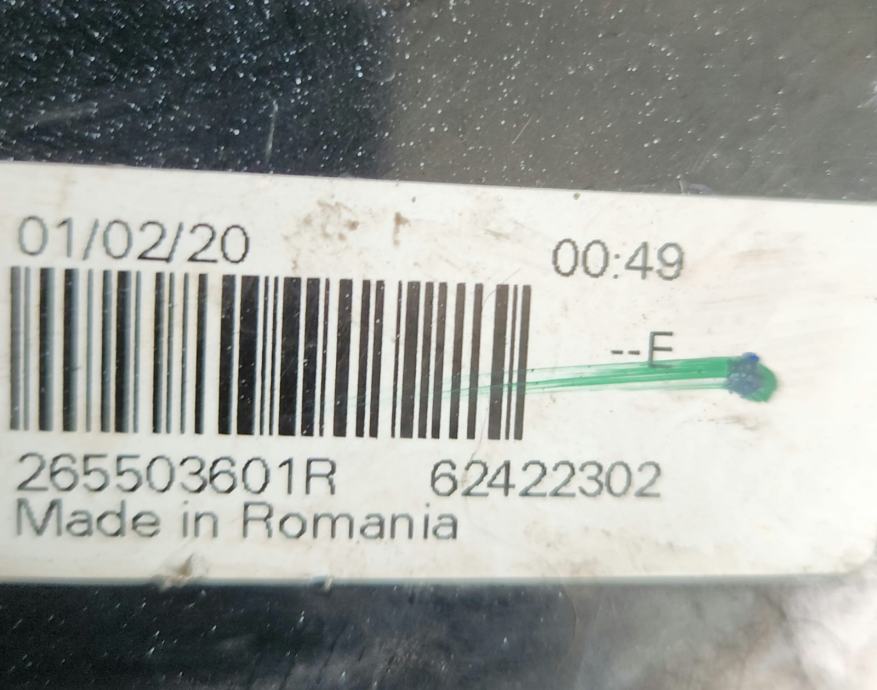 01/02/20 00:49
--E
265503601R 62422302
Made in Romania